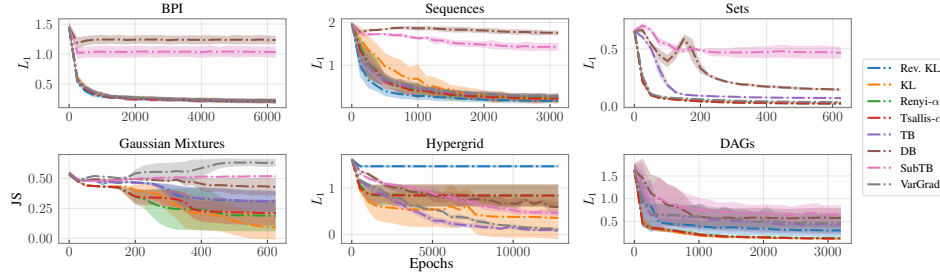 BPI
Sequences
Sets
L1
1.5
1.0
0.5
0 2000 4000 6000
L1
2
1
0 1000 2000 3000
L1
0.5
0.0
0 200 400 600
Gaussian Mixtures
Hypergrid
DAGs
JS
0.50
0.25
0.00
0 200 400 600
L1
1
0
0 5000 10000
L1
1.5
1.0
0.5
0 1000 2000 3000
Epochs
Rev. KL
KL
Renyi-α
Tsallis-α
TB
DB
SubTB
VarGrad